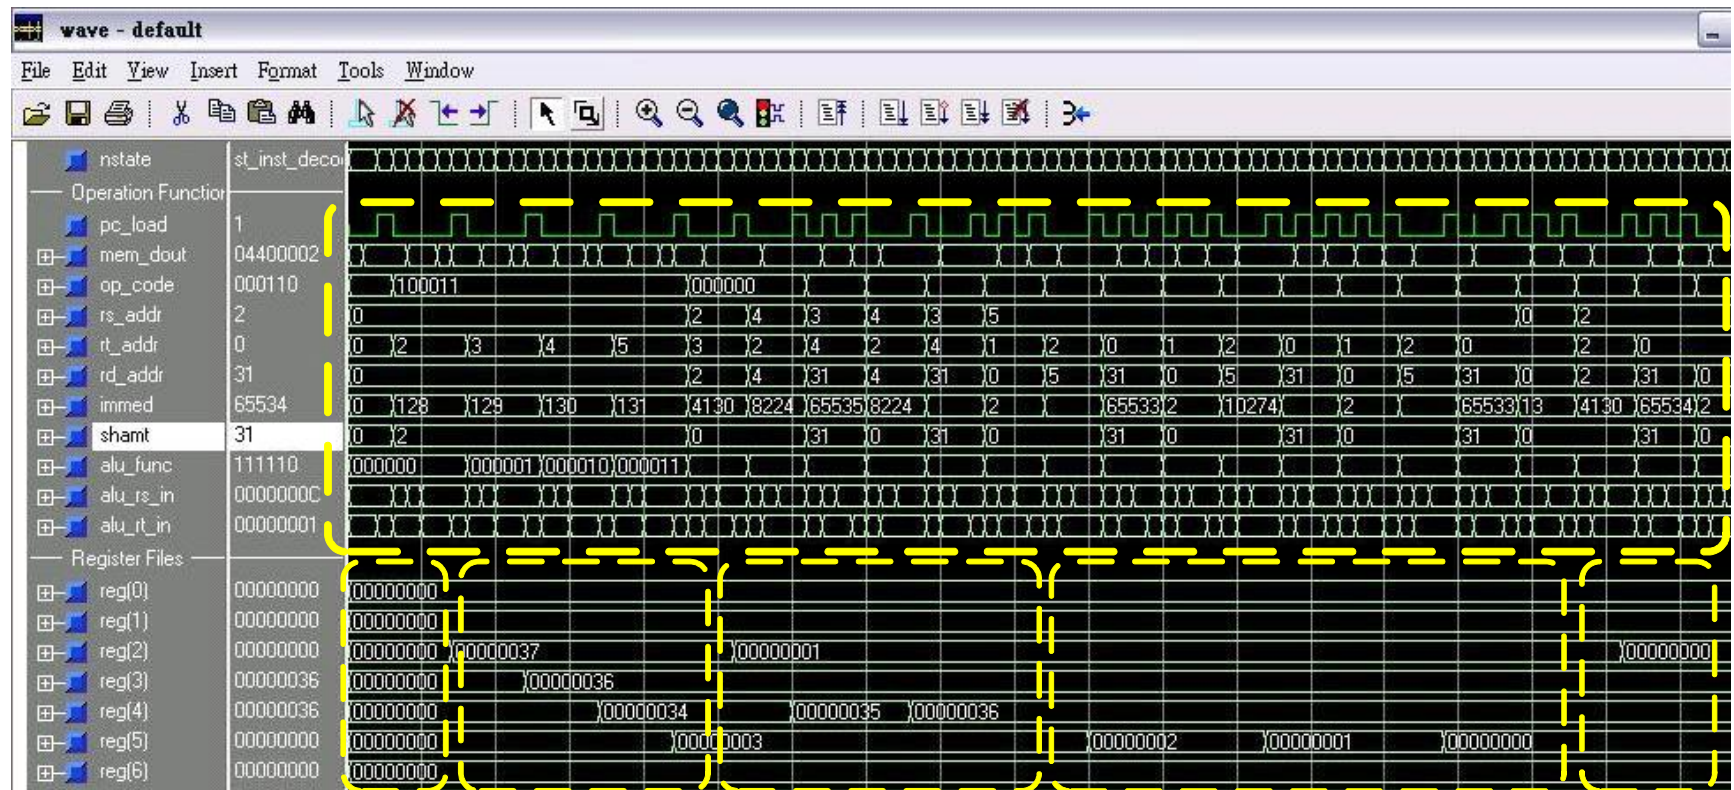 wave - default
File Edit View Insert Format Tools Window
nstate st_inst_deco
Operation Function
pc_load 1
mem_dout 04400002
op_code 000110 100011 000000
rs_addr 2 0 2 4 3 4 3 5 0 2
rt_addr 0 0 2 3 4 5 3 2 4 2 4 1 2 0 1 2 0 1 2 0 2 0
rd_addr 31 0 2 4 31 4 31 0 5 31 0 5 31 0 5 31 0 2 31 0
immed 65534 0 128 129 130 131 4130 8224 65535 8224 2 65533 2 10274 2 65533 13 4130 65534 2
shamt 31 0 2 0 31 0 31 0 31 0 31 0 31 0 31 0
alu_func 111110 000000 000001 000010 000011
alu_rs_in 0000000C
alu_rt_in 00000001
Register Files
reg(0) 00000000 00000000
reg(1) 00000000 00000000
reg(2) 00000000 00000000 00000037 00000001 00000000
reg(3) 00000036 00000000 00000036
reg(4) 00000036 00000000 00000034 00000035 00000036
reg(5) 00000000 00000000 00000003 00000002 00000001 00000000
reg(6) 00000000 00000000